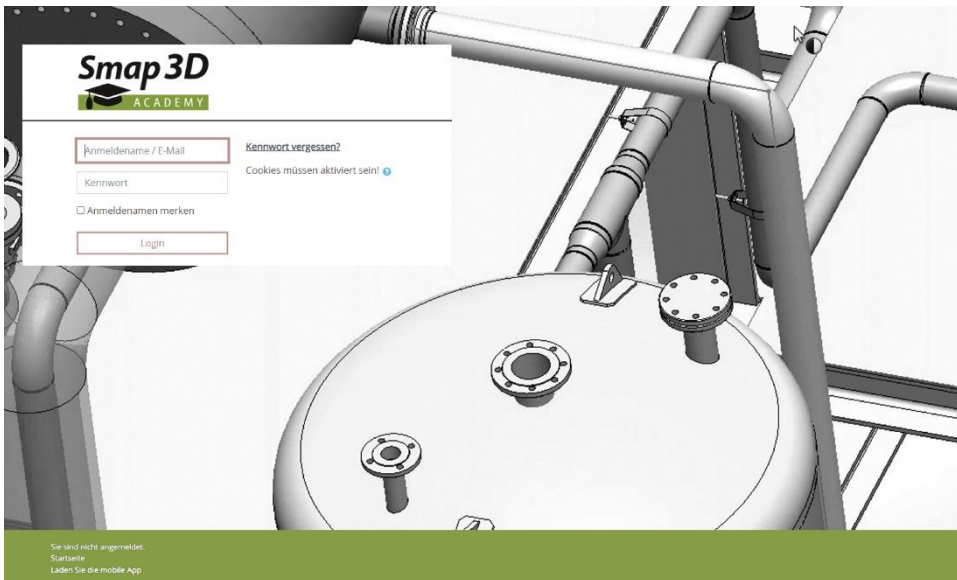 Smap 3D
ACADEMY
Anmeldename / E-Mail
Kennwort
Anmeldenamen merken
Login
Kennwort vergessen?
Cookies müssen aktiviert sein!
Sie sind nicht angemeldet.
Startseite
Laden Sie die mobile App